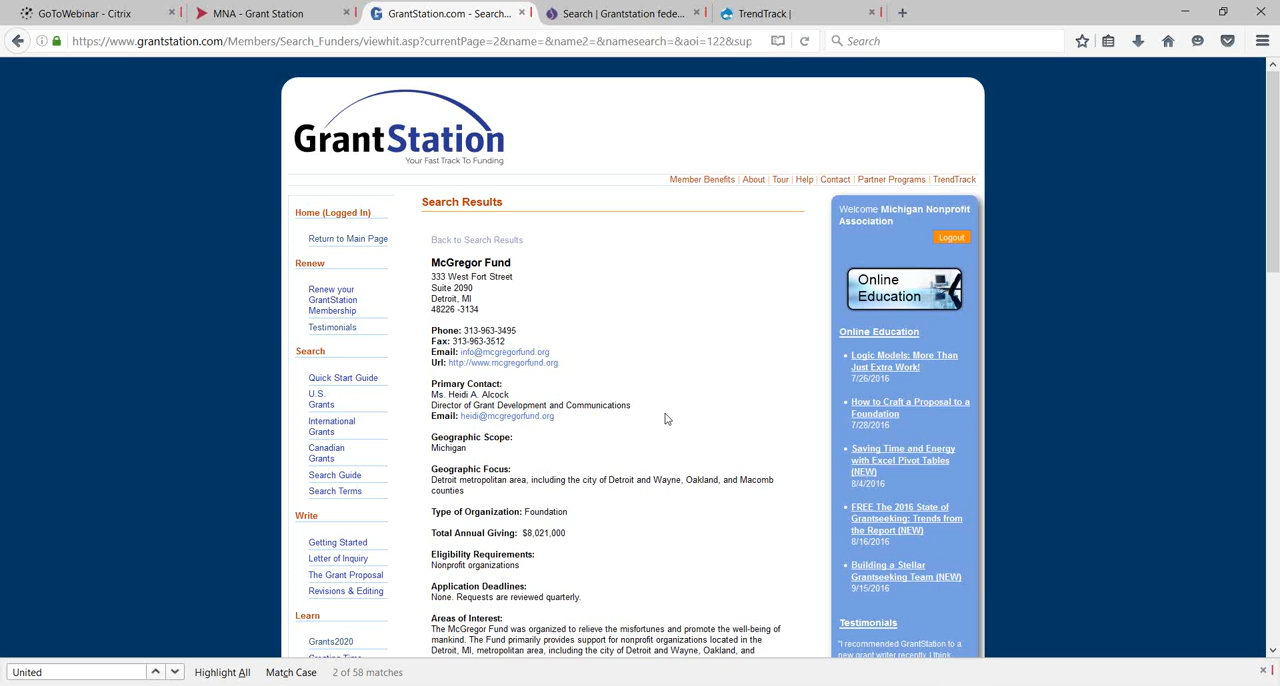 GoToWebinar - Citrix
MNA - Grant Station
GrantStation.com - Search...
Search | Grantstation fede...
TrendTrack |
https://www.grantstation.com/Members/Search_Funders/viewhit.asp?currentPage=2&name=&name2=&namesearch=&aoi=122&sup
Search
GrantStation
Your Fast Track To Funding
Member Benefits | About | Tour | Help | Contact | Partner Programs | TrendTrack
Home (Logged In)
Return to Main Page
Renew
Renew your
GrantStation
Membership
Testimonials
Search
Quick Start Guide
U.S.
Grants
International
Grants
Canadian
Grants
Search Guide
Search Terms
Write
Getting Started
Letter of Inquiry
The Grant Proposal
Revisions & Editing
Learn
Grants2020
Search Results
Back to Search Results
McGregor Fund
333 West Fort Street
Suite 2090
Detroit, MI
48226 -3134
Phone: 313-963-3495
Fax: 313-963-3512
Email: info@mcgregorfund.org
Url: http://www.mcgregorfund.org
Primary Contact:
Ms. Heidi A. Alcock
Director of Grant Development and Communications
Email: heidi@mcgregorfund.org
Geographic Scope:
Michigan
Geographic Focus:
Detroit metropolitan area, including the city of Detroit and Wayne, Oakland, and Macomb
counties
Type of Organization: Foundation
Total Annual Giving: $8,021,000
Eligibility Requirements:
Nonprofit organizations
Application Deadlines:
None. Requests are reviewed quarterly.
Areas of Interest:
The McGregor Fund was organized to relieve the misfortunes and promote the well-being of
mankind. The Fund primarily provides support for nonprofit organizations located in the
Detroit, MI, metropolitan area, including the city of Detroit and Wayne, Oakland, and
Welcome Michigan Nonprofit
Association
Logout
Online
Education
Online Education
• Logic Models: More Than
Just Extra Work!
7/26/2016
• How to Craft a Proposal to a
Foundation
7/28/2016
• Saving Time and Energy
with Excel Pivot Tables
(NEW)
8/4/2016
• FREE The 2016 State of
Grantseeking: Trends from
the Report (NEW)
8/16/2016
• Building a Stellar
Grantseeking Team (NEW)
9/15/2016
Testimonials
"I recommended GrantStation to a
new grant writer recently. I think
United
Highlight All
Match Case
2 of 58 matches